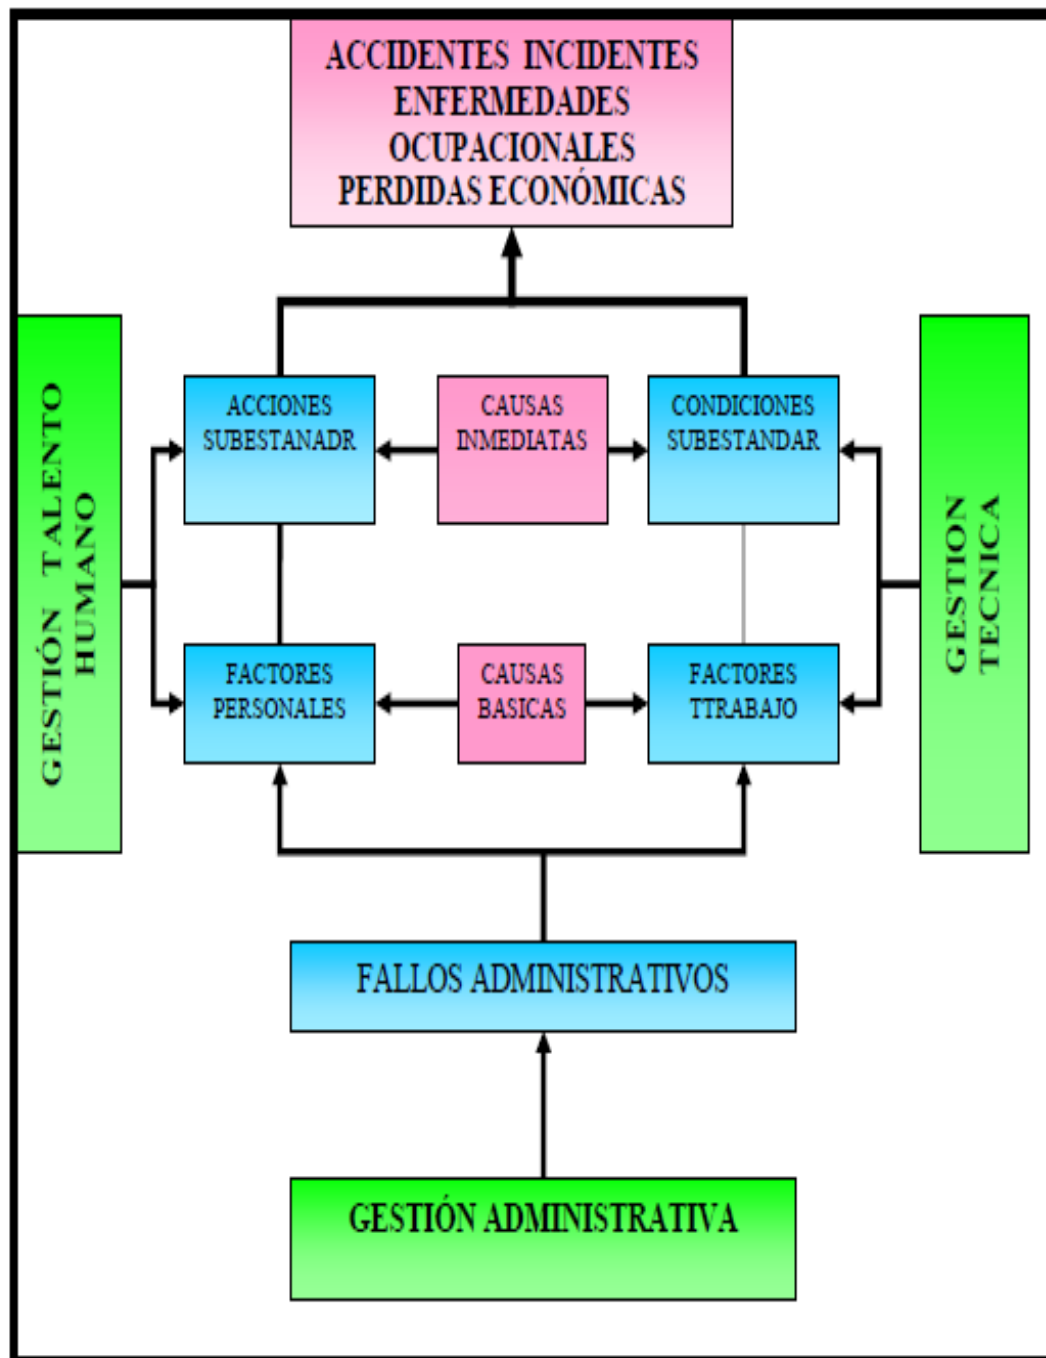 ACCIDENTES INCIDENTES
ENFERMEDADES
OCUPACIONALES
PERDIDAS ECONÓMICAS
GESTIÓN TALENTO
HUMANO
ACCIONES
SUBESTANADR
CAUSAS
INMEDIATAS
CONDICIONES
SUBESTANDAR
GESTION
TECNICA
FACTORES
PERSONALES
CAUSAS
BASICAS
FACTORES
TTRABAJO
FALLOS ADMINISTRATIVOS
GESTIÓN ADMINISTRATIVA